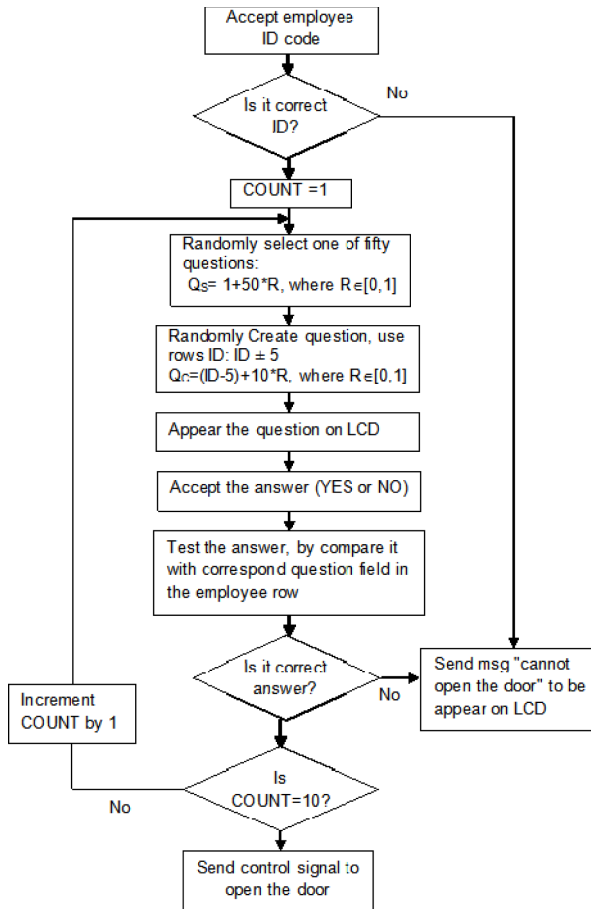 Accept employee
ID code
No
Is it correct
ID?
COUNT =1
Randomly select one of fifty
questions:
Qs= 1+50*R, where R∈[0,1]
Randomly Create question, use
rows ID: ID ± 5
QC=(ID-5)+10*R, where R∈[0,1]
Appear the question on LCD
Accept the answer (YES or NO)
Test the answer, by compare it
with correspond question field in
the employee row
Is it correct
answer?
No
Send msg "cannot
open the door" to be
appear on LCD
Increment
COUNT by 1
Is
COUNT=10?
No
Send control signal to
open the door